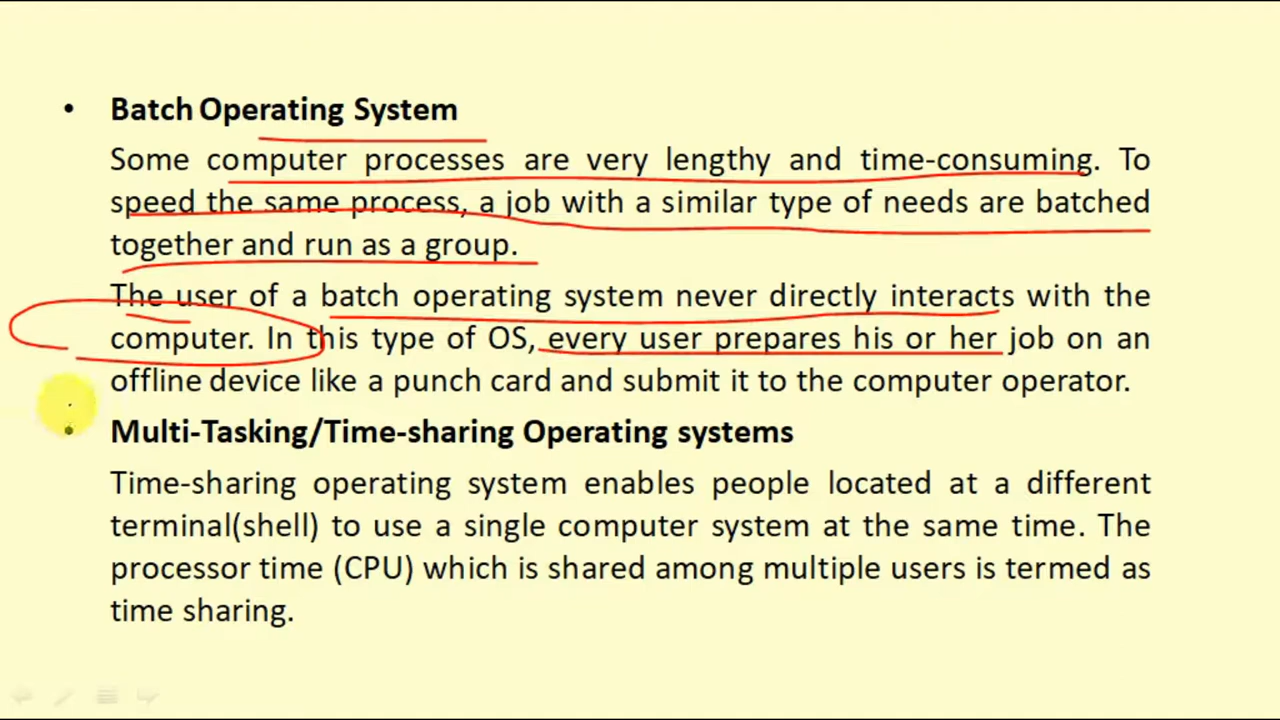 • Batch Operating System
Some computer processes are very lengthy and time-consuming. To
speed the same process, a job with a similar type of needs are batched
together and run as a group.
The user of a batch operating system never directly interacts with the
computer. In this type of OS, every user prepares his or her job on an
offline device like a punch card and submit it to the computer operator.
• Multi-Tasking/Time-sharing Operating systems
Time-sharing operating system enables people located at a different
terminal(shell) to use a single computer system at the same time. The
processor time (CPU) which is shared among multiple users is termed as
time sharing.